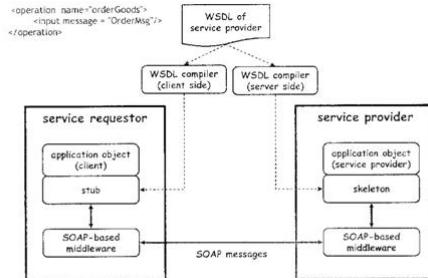 <operation name="orderGoods">
<input message = "OrderMsg"/>
</operation>
WSDL of
service provider
WSDL compiler
(client side)
WSDL compiler
(server side)
service requestor
service provider
application object
(client)
application object
(service provider)
stub
skeleton
SOAP-based
middleware
SOAP-based
middleware
SOAP messages